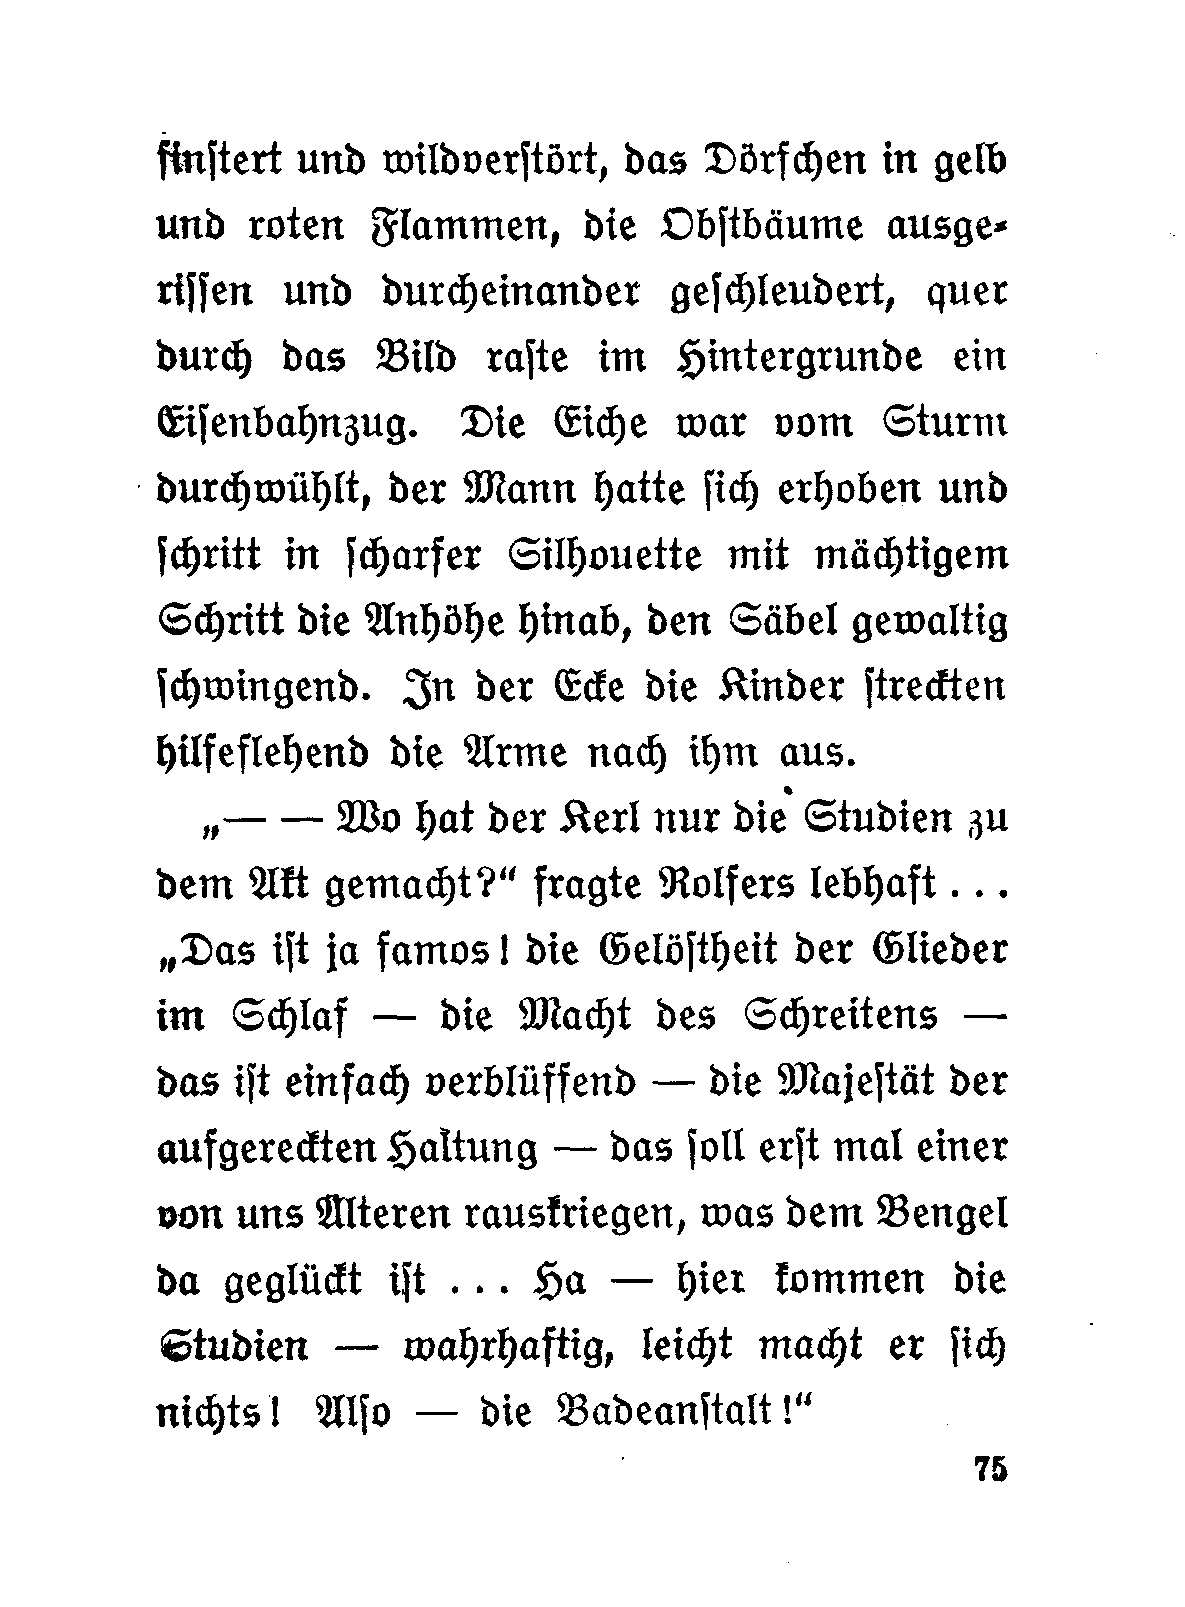 finſtert und wildverſtört, das Dörfchen in gelb
und roten Flammen, die Obſtbäume ausge-
riſſen und durcheinander geſchleudert, quer
durch das Bild raſte im Hintergrunde ein
Eiſenbahnzug. Die Eiche war vom Sturm
durchwühlt, der Mann hatte ſich erhoben und
ſchritt in ſcharfer Silhouette mit mächtigem
Schritt die Anhöhe hinab, den Säbel gewaltig
ſchwingend. In der Ecke die Kinder ſtreckten
hilfeflehend die Arme nach ihm aus.
„— — Wo hat der Kerl nur die Studien zu
dem Akt gemacht?“ fragte Rolfers lebhaft . . .
„Das iſt ja famos! die Gelöſtheit der Glieder
im Schlaf — die Macht des Schreitens —
das iſt einfach verblüffend — die Majeſtät der
aufgereckten Haltung — das ſoll erſt mal einer
von uns Älteren rauskriegen, was dem Bengel
da geglückt iſt . . . Ha — hier kommen die
Studien — wahrhaftig, leicht macht er ſich
nichts! Alſo — die Badeanſtalt!“
75